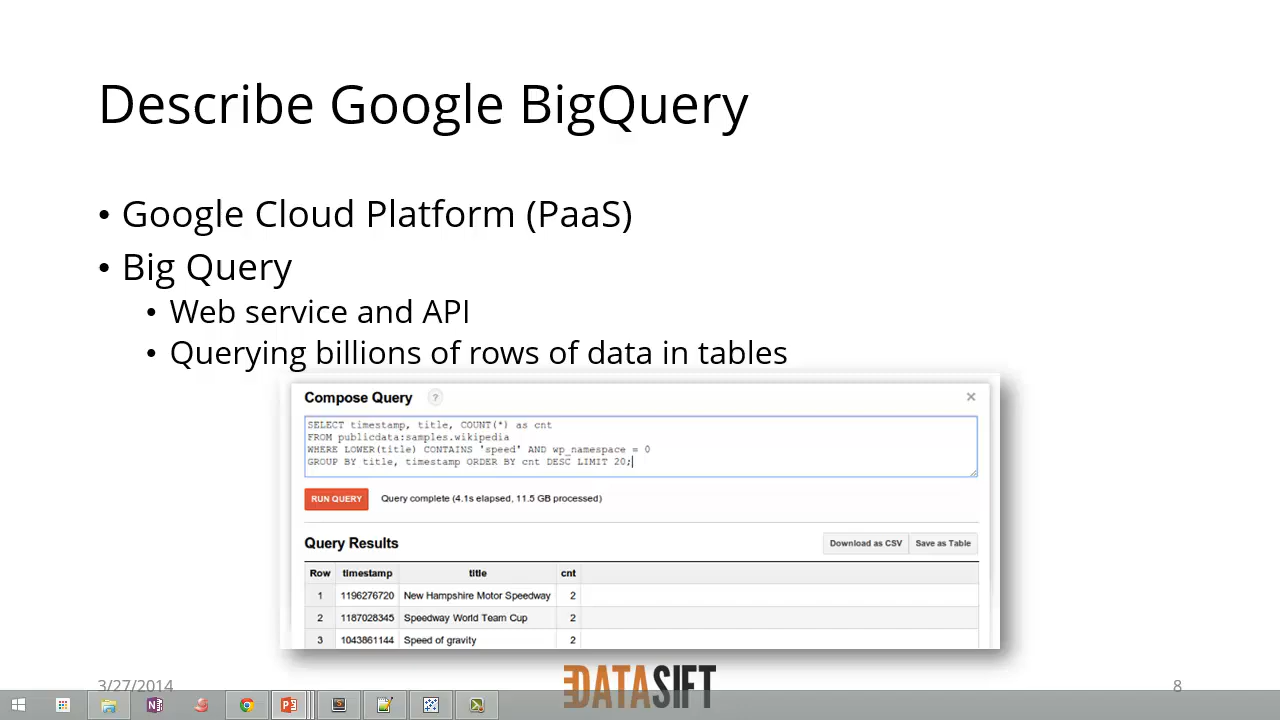 Describe Google BigQuery
• Google Cloud Platform (PaaS)
• Big Query
• Web service and API
• Querying billions of rows of data in tables
Compose Query ? ×
SELECT timestamp, title, COUNT(*) as cnt
FROM publicdata:samples.wikipedia
WHERE LOWER(title) CONTAINS 'speed' AND wp_namespace = 0
GROUP BY title, timestamp ORDER BY cnt DESC LIMIT 20;
RUN QUERY Query complete (4.1s elapsed, 11.5 GB processed)
Query Results Download as CSV Save as Table
Row timestamp title cnt
1 1196276720 New Hampshire Motor Speedway 2
2 1187028345 Speedway World Team Cup 2
3 1043861144 Speed of gravity 2
3/27/2014 DATASIFT 8